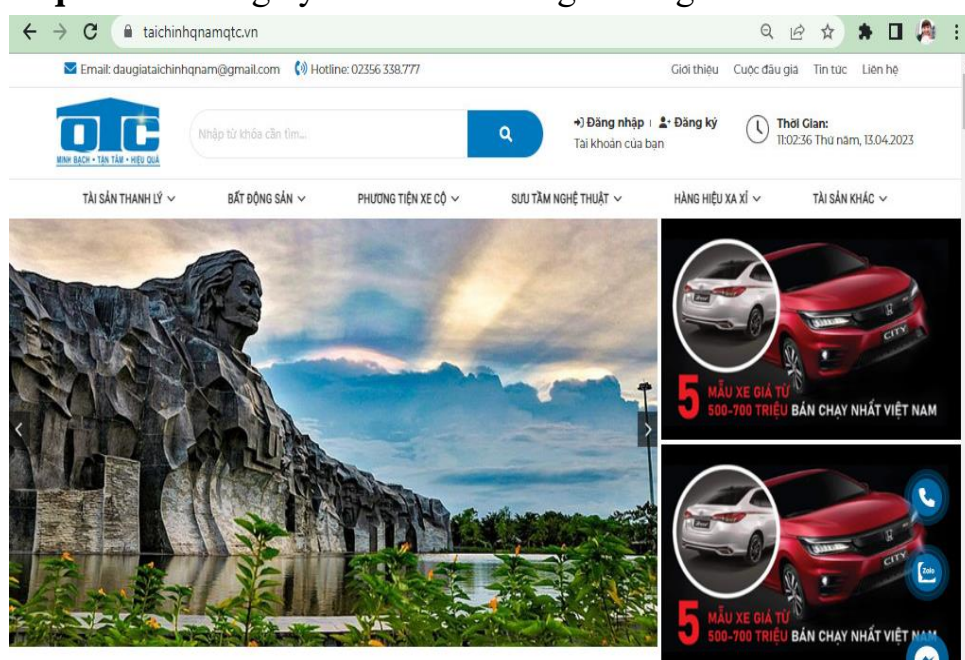 taichinhqnamqtc.vn
Email: daugiataichinhqnam@gmail.com Hotline: 02356 338.777 Giới thiệu Cuộc đấu giá Tin tức Liên hệ
QTC
MINH BẠCH • TẬN TÂM • HIỆU QUẢ
Nhập từ khóa cần tìm...
Đăng nhập | Đăng ký
Tài khoản của bạn
Thời Gian:
11:02:36 Thứ năm, 13.04.2023
TÀI SẢN THANH LÝ BẤT ĐỘNG SẢN PHƯƠNG TIỆN XE CỘ SƯU TẦM NGHỆ THUẬT HÀNG HIỆU XA XỈ TÀI SẢN KHÁC
CITY
5 MẪU XE GIÁ TỪ
500-700 TRIỆU BÁN CHẠY NHẤT VIỆT NAM
CITY
Zalo
5 MẪU XE GIÁ TỪ
500-700 TRIỆU BÁN CHẠY NHẤT VIỆT NAM